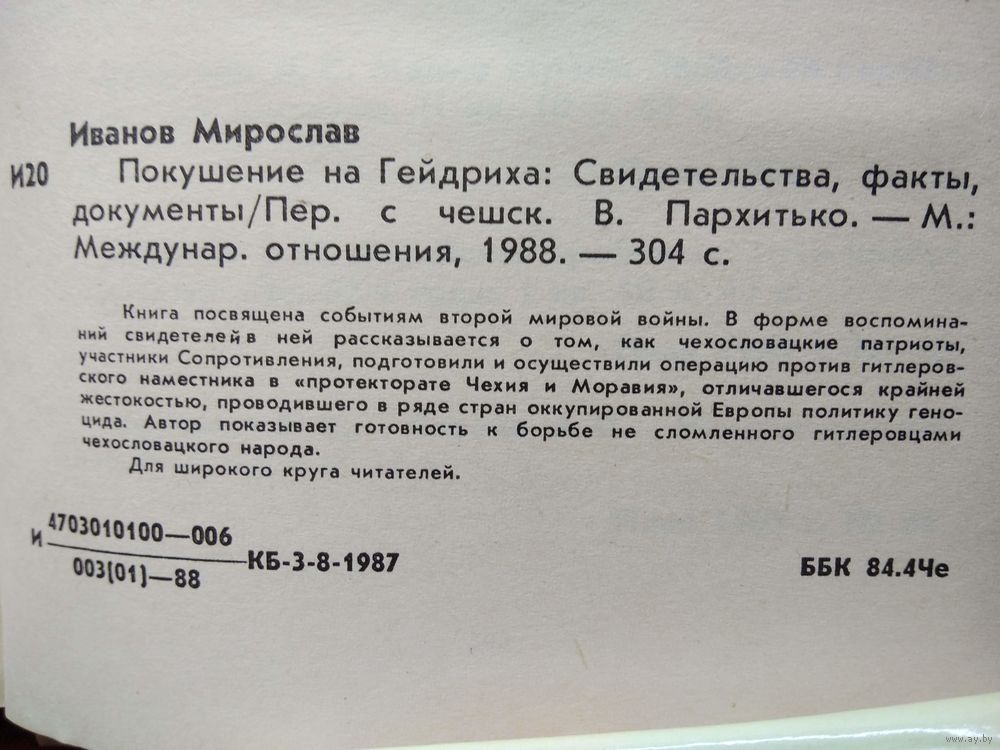 Иванов Мирослав
И20 Покушение на Гейдриха: Свидетельства, факты,
документы/Пер. с чешск. В. Пархитько. — М.:
Междунар. отношения, 1988. — 304 с.
Книга посвящена событиям второй мировой войны. В форме воспомина-
ний свидетелей в ней рассказывается о том, как чехословацкие патриоты,
участники Сопротивления, подготовили и осуществили операцию против гитлеров-
ского наместника в «протекторате Чехия и Моравия», отличавшегося крайней
жестокостью, проводившего в ряде стран оккупированной Европы политику гено-
цида. Автор показывает готовность к борьбе не сломленного гитлеровцами
чехословацкого народа.
Для широкого круга читателей.
И 4703010100—006
003(01)—88
КБ-3-8-1987
ББК 84.4Че
www.ay.by